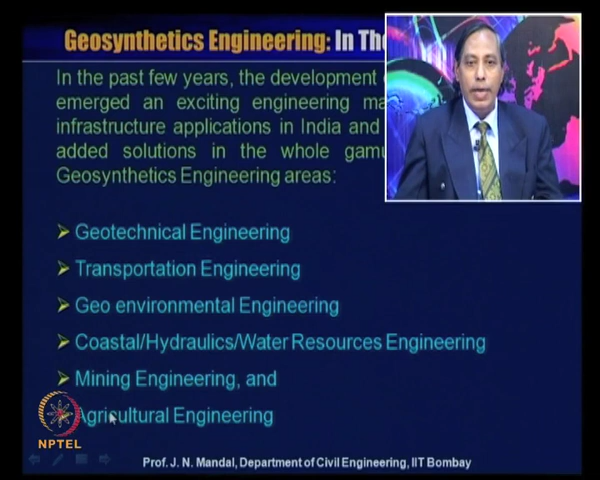 Geosynthetics Engineering: In The
In the past few years, the development
emerged an exciting engineering ma
infrastructure applications in India and
added solutions in the whole gamu
Geosynthetics Engineering areas:
Geotechnical Engineering
Transportation Engineering
Geo environmental Engineering
Coastal/Hydraulics/Water Resources Engineering
Mining Engineering, and
Agricultural Engineering
NPTEL
Prof. J. N. Mandal, Department of Civil Engineering, IIT Bombay